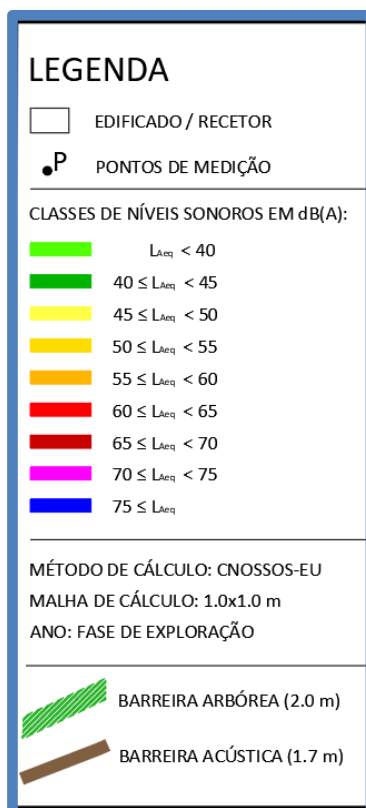 LEGENDA
EDIFICADO / RECETOR
P PONTOS DE MEDIÇÃO
CLASSES DE NÍVEIS SONOROS EM dB(A):
LAeq < 40
40 ≤ LAeq < 45
45 ≤ LAeq < 50
50 ≤ LAeq < 55
55 ≤ LAeq < 60
60 ≤ LAeq < 65
65 ≤ LAeq < 70
70 ≤ LAeq < 75
75 ≤ LAeq
MÉTODO DE CÁLCULO: CNOSSOS-EU
MALHA DE CÁLCULO: 1.0x1.0 m
ANO: FASE DE EXPLORAÇÃO
BARREIRA ARBÓREA (2.0 m)
BARREIRA ACÚSTICA (1.7 m)